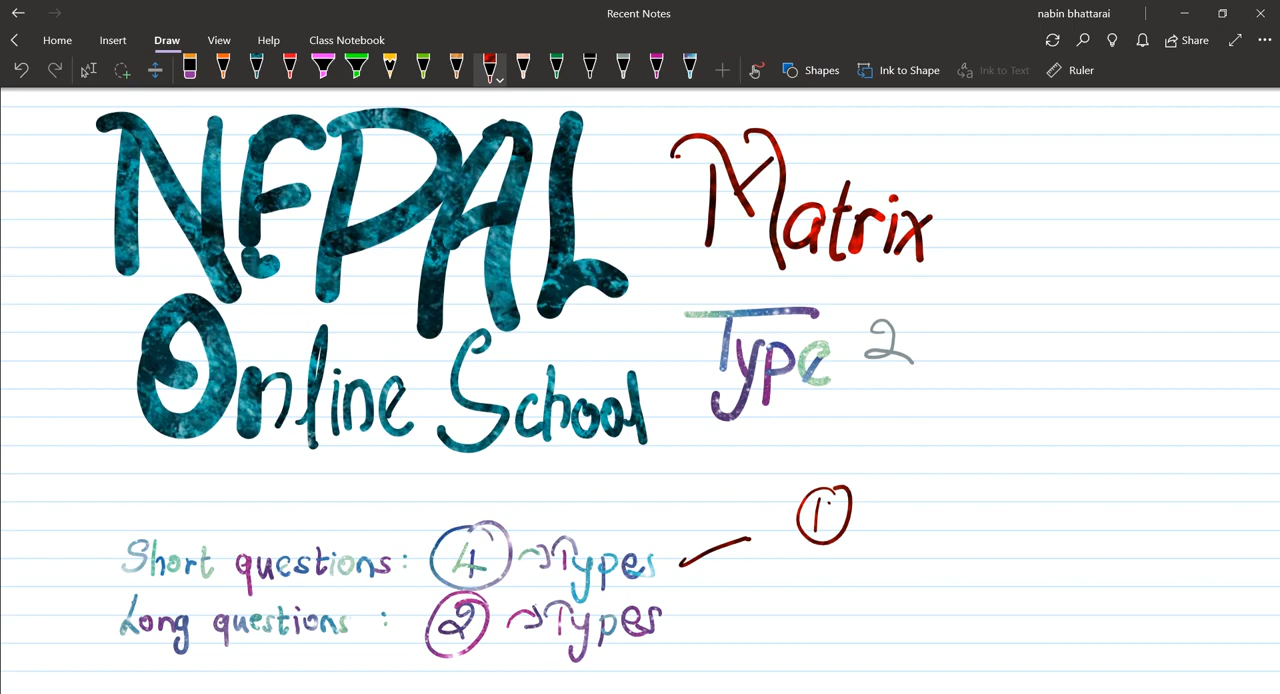 Recent Notes
nabin bhattarai
Home Insert Draw View Help Class Notebook
Share
Shapes Ink to Shape Ink to Text Ruler
NEPAL
Online School
Matrix
Type 2
1
Short questions: 4 → Types
Long questions : 2 → Types